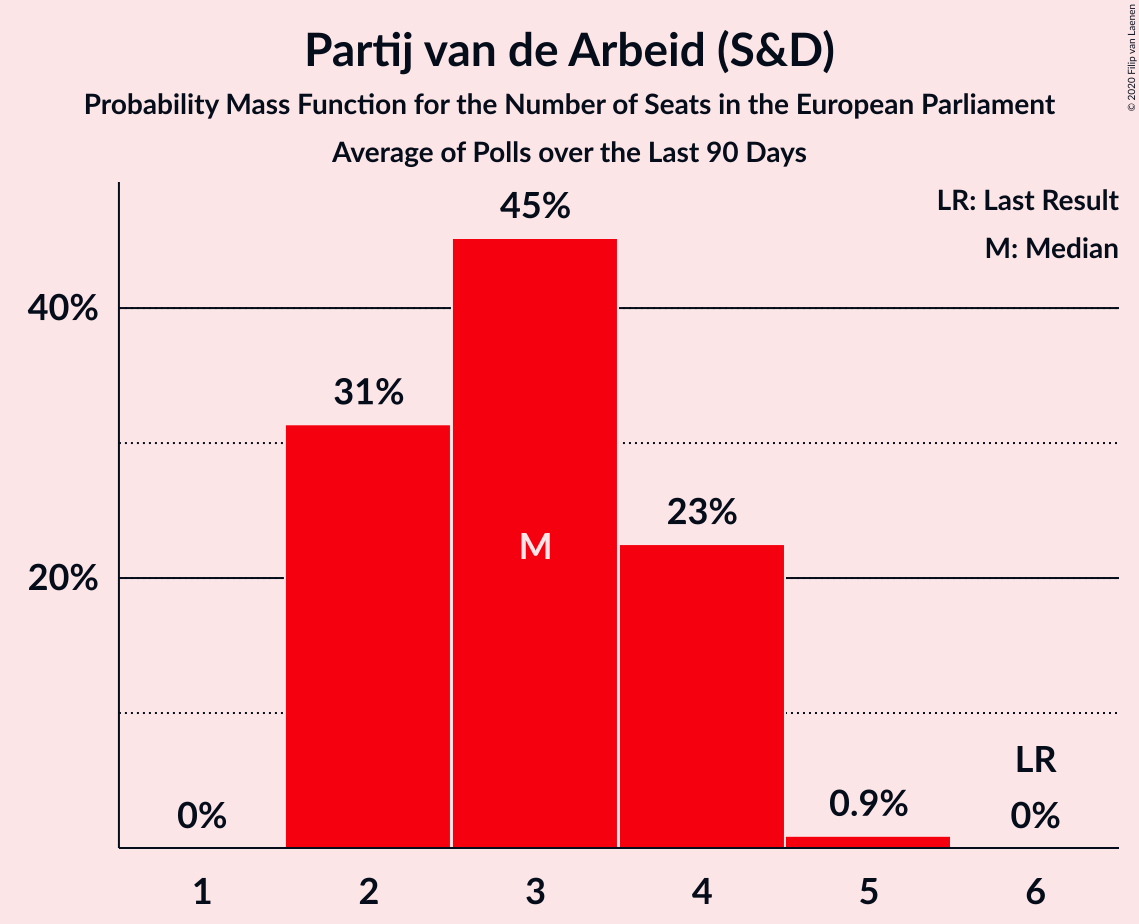 Partij van de Arbeid (S&D)
Probability Mass Function for the Number of Seats in the European Parliament
Average of Polls over the Last 90 Days
© 2020 Filip van Laenen
LR: Last Result
M: Median
45%
40%
31%
23%
M
20%
LR
0%
0.9%
0%
1 2 3 4 5 6